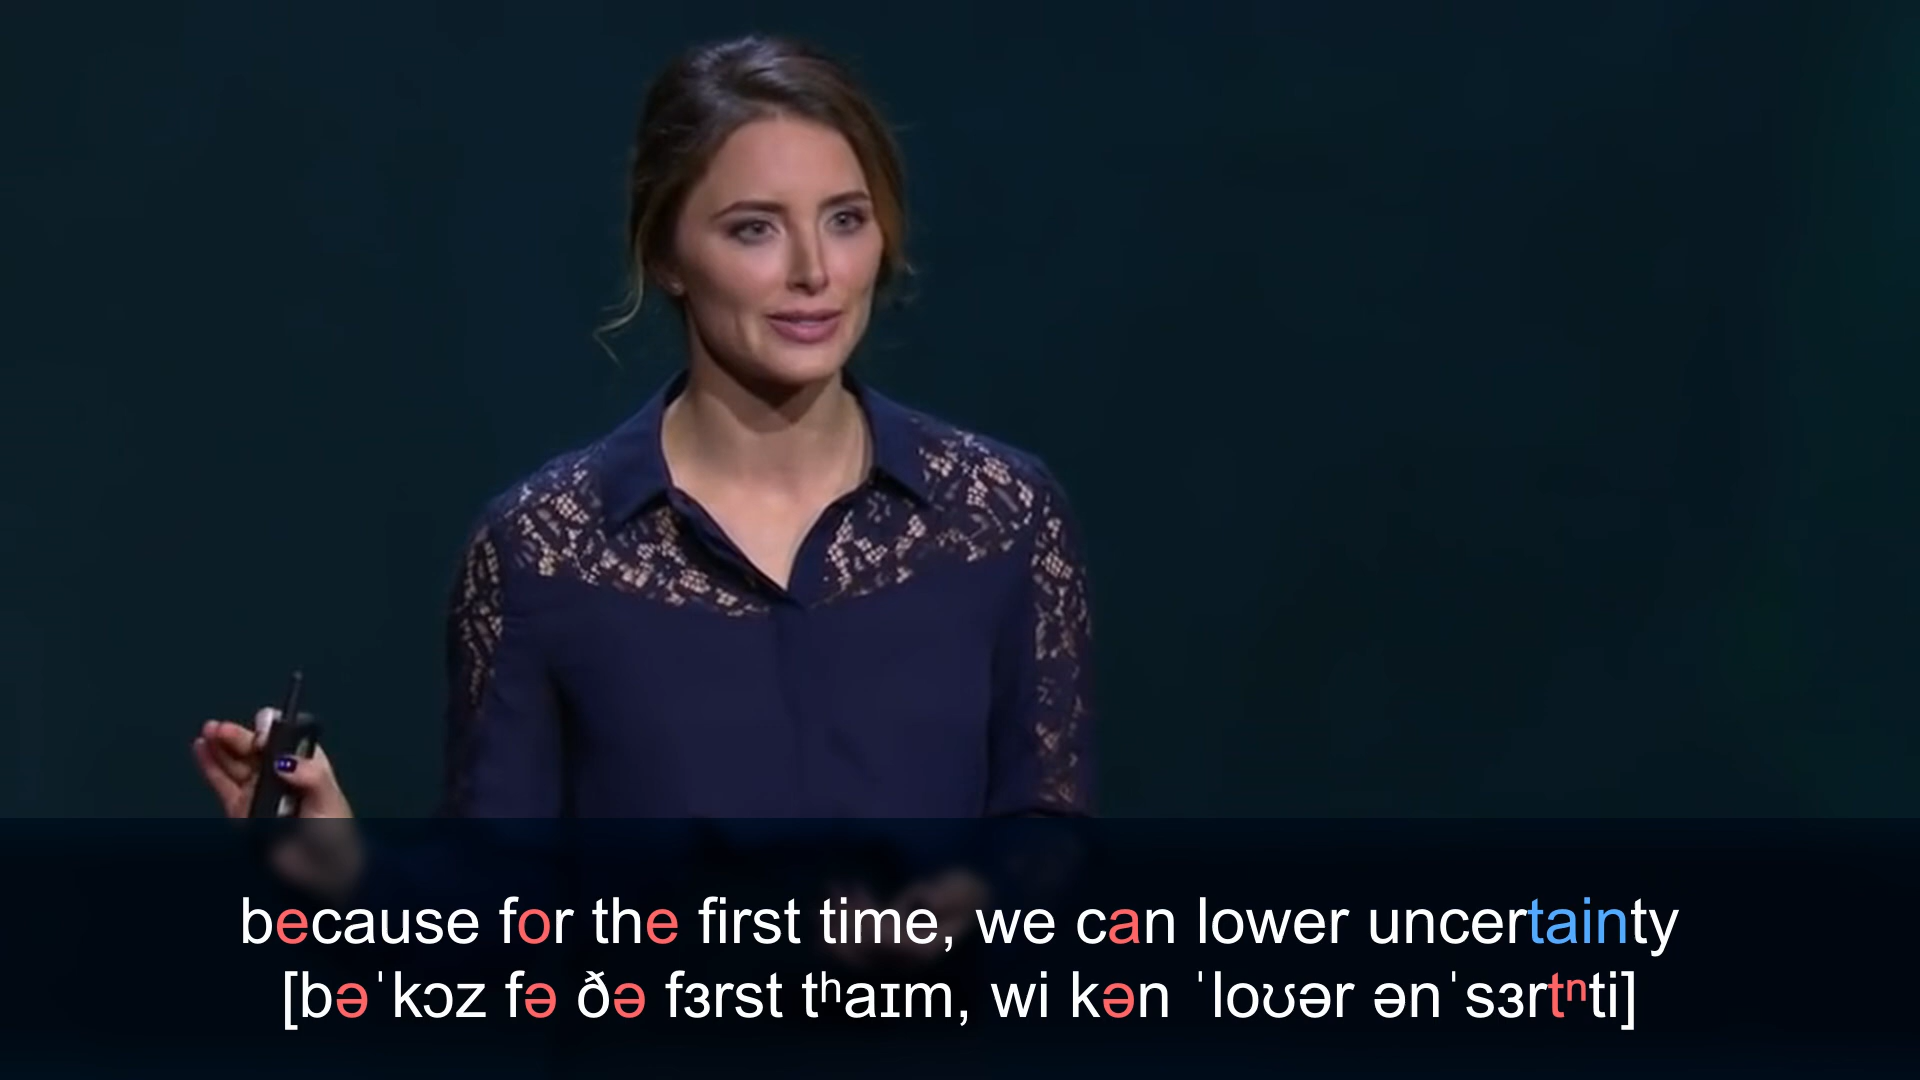 because for the first time, we can lower uncertainty
[bəˈkɔz fə ðə fɜrst tʰaɪm, wi kən ˈloʊər ənˈsɜrtⁿti]